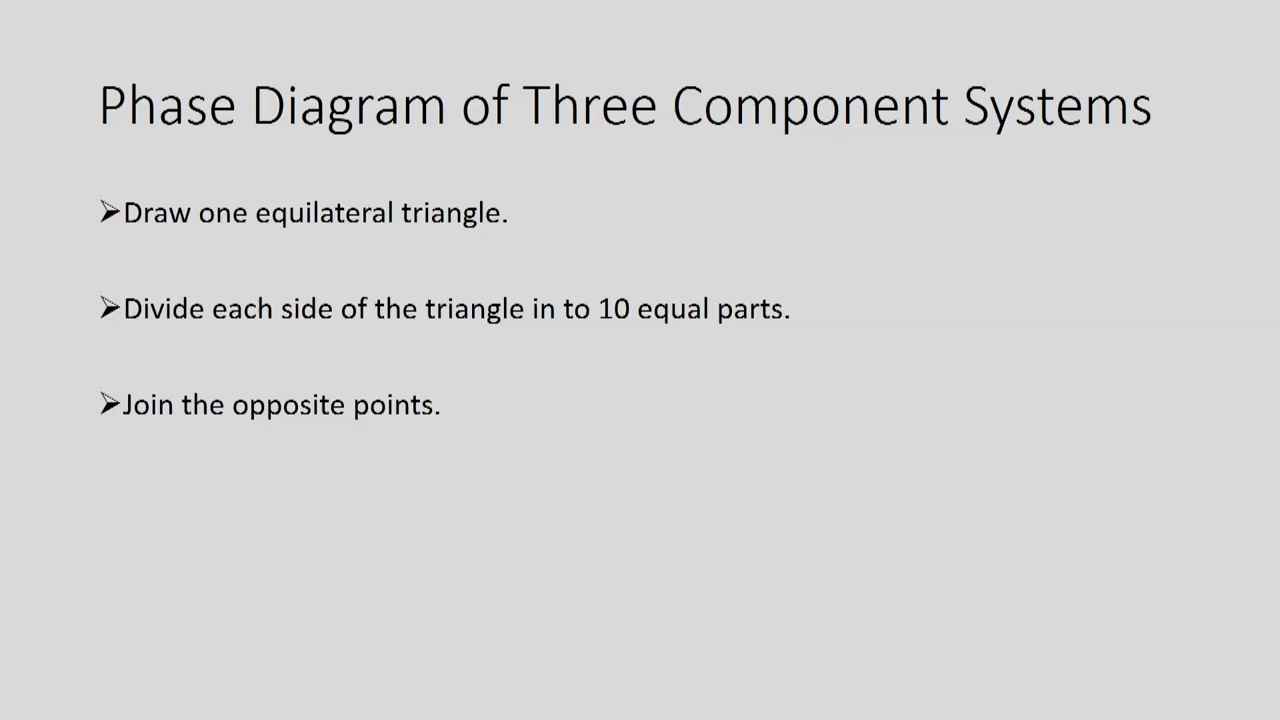 Phase Diagram of Three Component Systems
➢Draw one equilateral triangle.
➢Divide each side of the triangle in to 10 equal parts.
➢Join the opposite points.